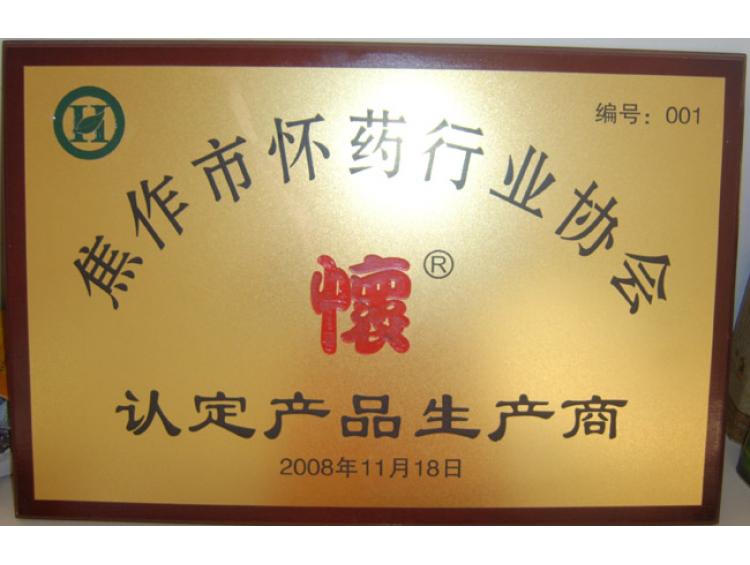 H
编号：001
焦作市怀药行业协会
懷®
认定产品生产商
2008年11月18日